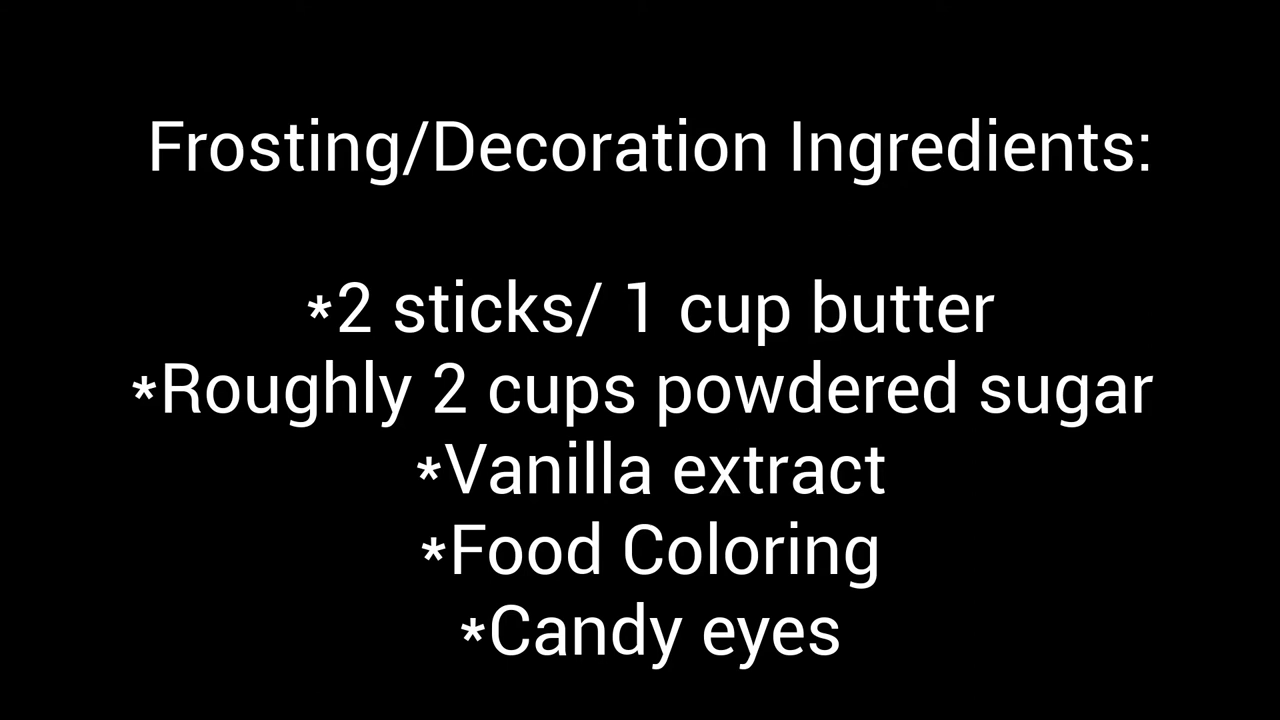 Frosting/Decoration Ingredients:
*2 sticks/ 1 cup butter
*Roughly 2 cups powdered sugar
*Vanilla extract
*Food Coloring
*Candy eyes